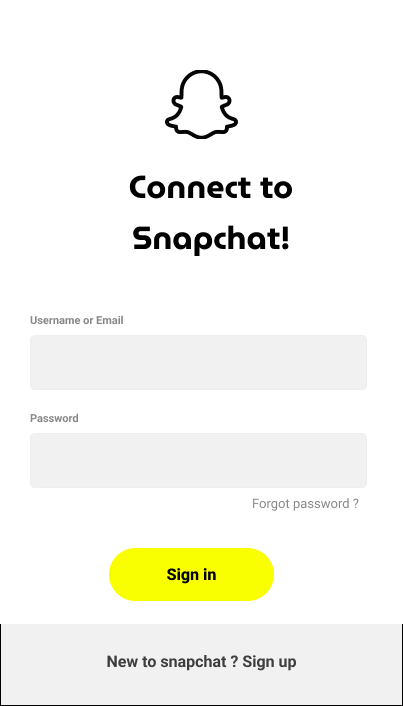 Connect to
Snapchat!
Username or Email
Password
Forgot password ?
Sign in
New to snapchat ? Sign up